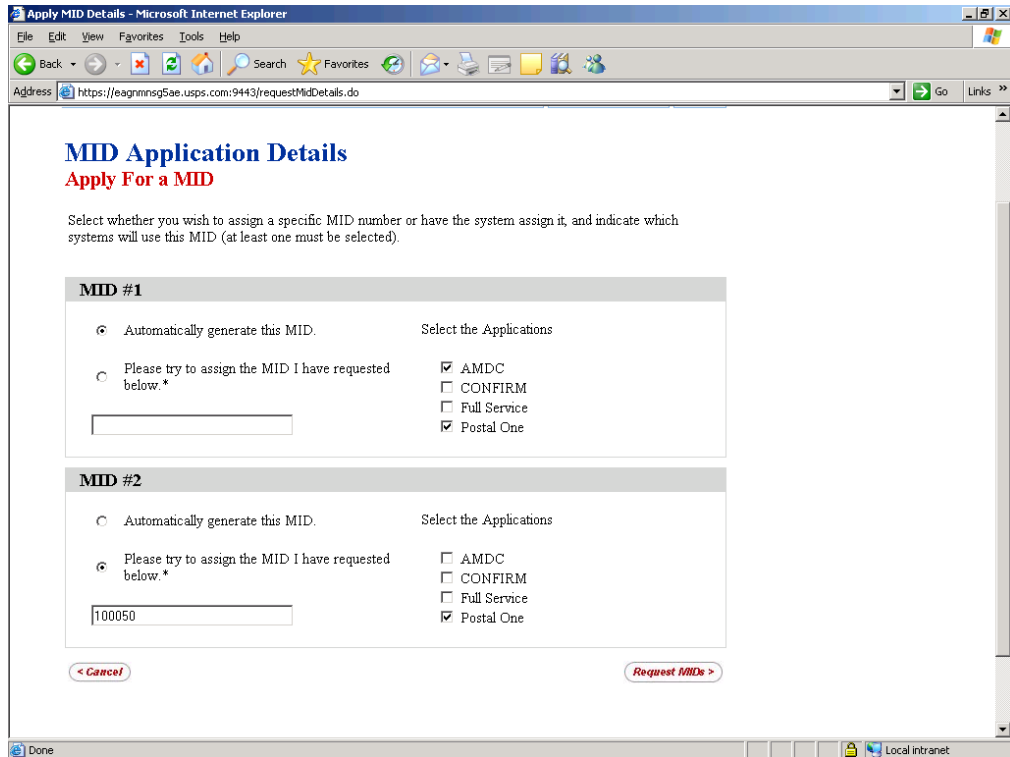 Apply MID Details - Microsoft Internet Explorer
File Edit View Favorites Tools Help
Back Search Favorites
Address https://eagnmnsg5ae.usps.com:9443/requestMidDetails.do Go Links »
MID Application Details
Apply For a MID
Select whether you wish to assign a specific MID number or have the system assign it, and indicate which
systems will use this MID (at least one must be selected).
MID #1
Automatically generate this MID. Select the Applications
Please try to assign the MID I have requested
below.*
AMDC
CONFIRM
Full Service
Postal One
MID #2
Automatically generate this MID. Select the Applications
Please try to assign the MID I have requested
below.*
100050
AMDC
CONFIRM
Full Service
Postal One
< Cancel Request MIDs >
Done Local intranet